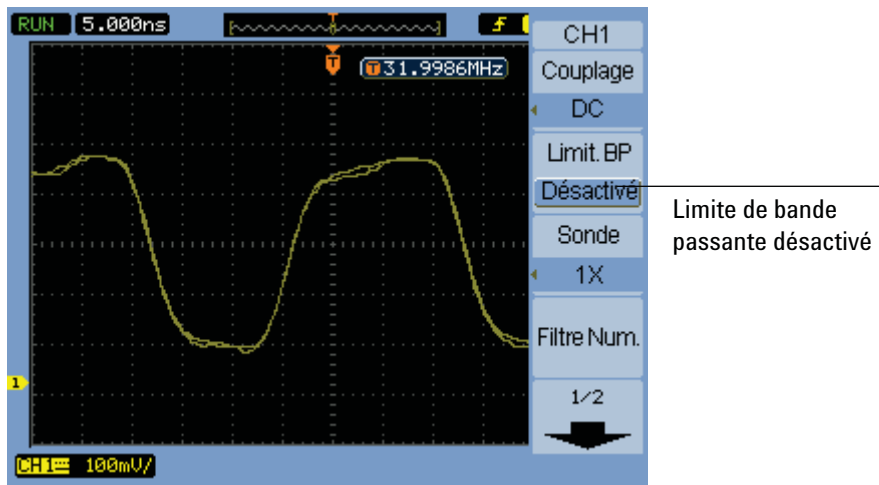 RUN 5.000ns
T
T
T 31.9986MHz
CH1
Couplage
DC
Limit. BP
Désactivé
Sonde
1X
Filtre Num.
1/2
1
CH1 100mV/
Limite de bande
passante désactivé